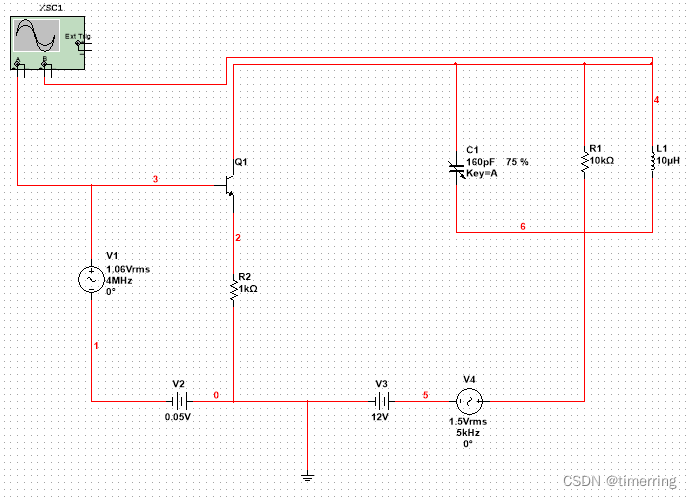 XSC1
Ext Trig
A
B
Q1
3
2
V1
1.06Vrms
4MHz
0°
R2
1kΩ
1
V2
0.05V
0
V3
12V
5
V4
1.5Vrms
5kHz
0°
C1
160pF 75 %
Key=A
R1
10kΩ
L1
10μH
4
6
CSDN @timerring